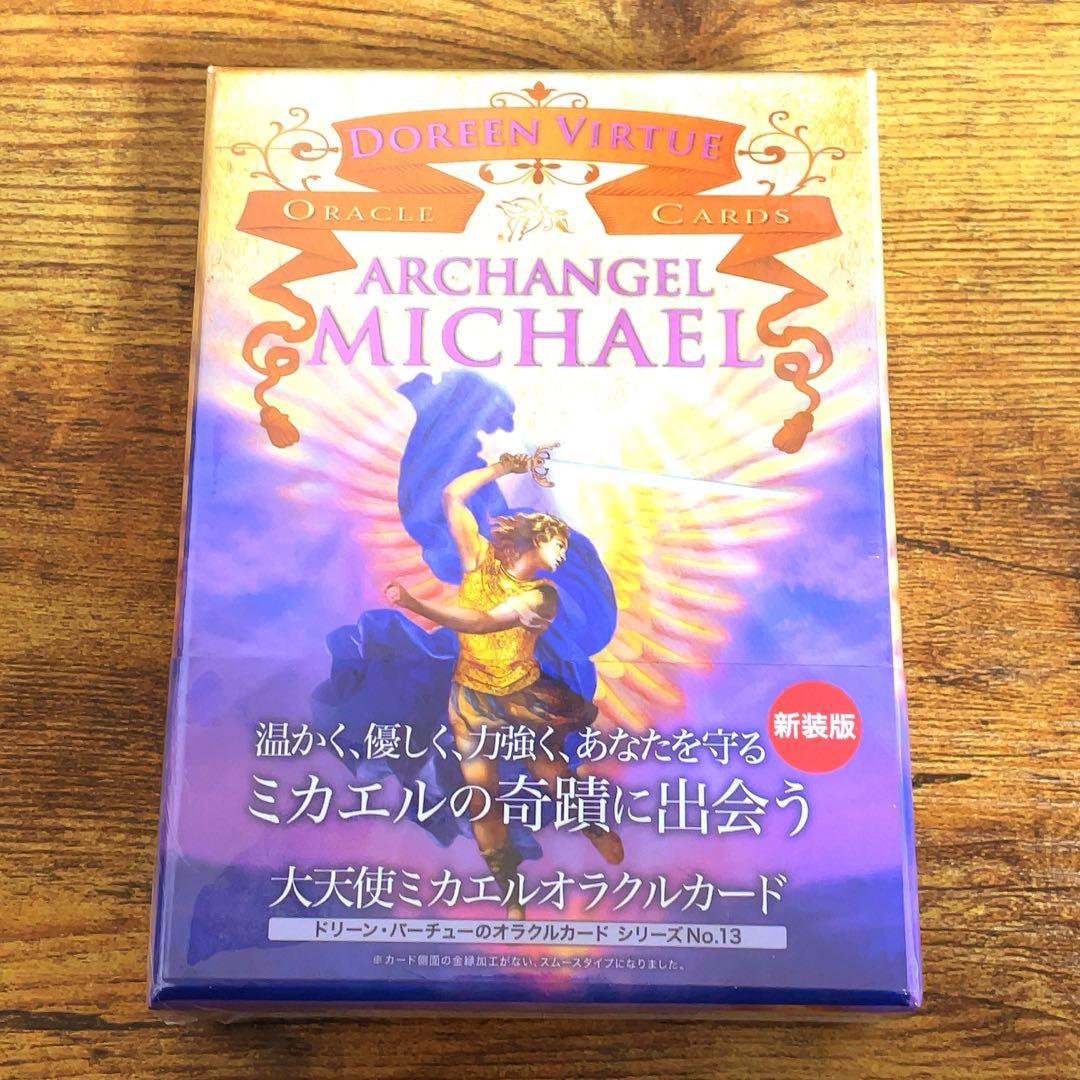 DOREEN VIRTUE
ORACLE CARDS
ARCHANGEL
MICHAEL
新装版
温かく、優しく、力強く、あなたを守る
ミカエルの奇蹟に出会う
大天使ミカエルオラクルカード
ドリーン・バーチューのオラクルカード シリーズNo.13
※カード側面の金縁加工がない、スムースタイプになりました。